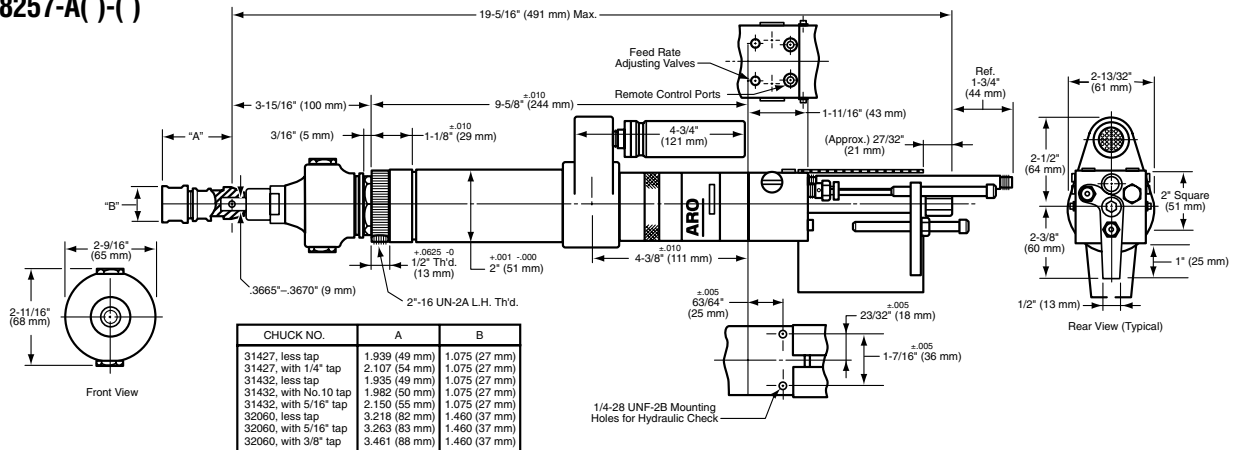 8257-A( )-( )
19-5/16" (491 mm) Max.
Feed Rate
Adjusting Valves
Remote Control Ports
Ref.
1-3/4"
(44 mm)
2-13/32"
(61 mm)
3-15/16" (100 mm)
±.010
9-5/8" (244 mm)
1-11/16" (43 mm)
"A"
3/16" (5 mm)
±.010
1-1/8" (29 mm)
4-3/4"
(121 mm)
(Approx.) 27/32"
(21 mm)
2-1/2"
(64 mm)
"B"
2" Square
(51 mm)
ARO
2-9/16"
(65 mm)
+.0625 -0
1/2" Th'd.
(13 mm)
+.001 -.000
2" (51 mm)
±.010
4-3/8" (111 mm)
2-3/8"
(60 mm)
1" (25 mm)
.3665"–.3670" (9 mm)
2"-16 UN-2A L.H. Th'd.
±.005
63/64"
(25 mm)
±.005
23/32" (18 mm)
1/2" (13 mm)
Rear View (Typical)
2-11/16"
(68 mm)
±.005
1-7/16" (36 mm)
Front View
CHUCK NO. A B
31427, less tap 1.939 (49 mm) 1.075 (27 mm)
31427, with 1/4" tap 2.107 (54 mm) 1.075 (27 mm)
31432, less tap 1.935 (49 mm) 1.075 (27 mm)
31432, with No.10 tap 1.982 (50 mm) 1.075 (27 mm)
31432, with 5/16" tap 2.150 (55 mm) 1.075 (27 mm)
32060, less tap 3.218 (82 mm) 1.460 (37 mm)
32060, with 5/16" tap 3.263 (83 mm) 1.460 (37 mm)
32060, with 3/8" tap 3.461 (88 mm) 1.460 (37 mm)
1/4-28 UNF-2B Mounting
Holes for Hydraulic Check